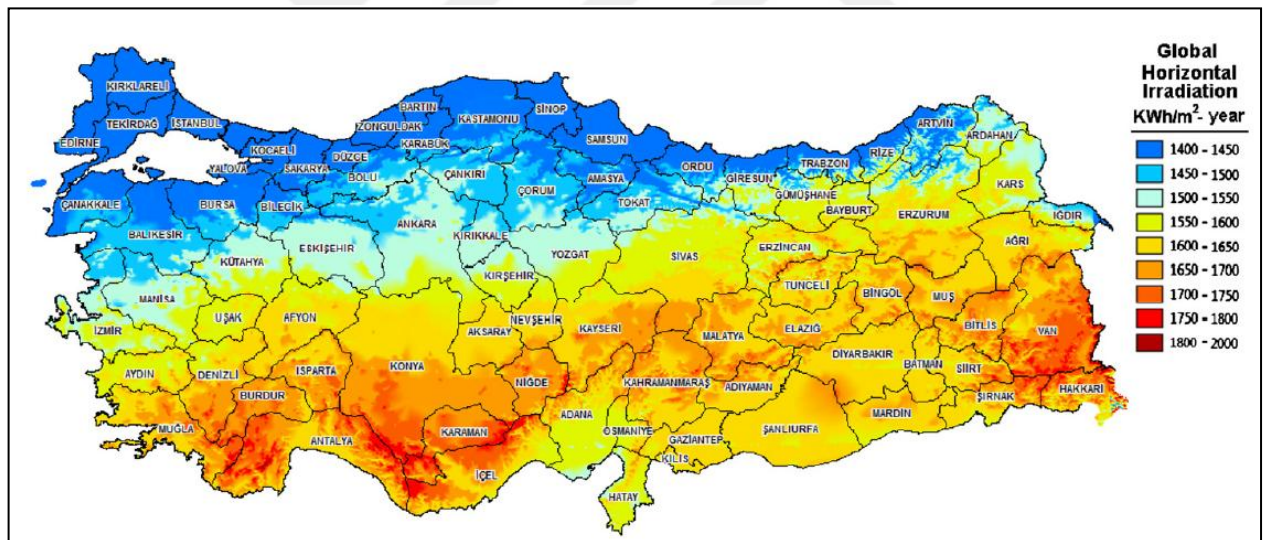 Global
Horizontal
Irradiation
KWh/m²- year
1400 - 1450
1450 - 1500
1500 - 1550
1550 - 1600
1600 - 1650
1650 - 1700
1700 - 1750
1750 - 1800
1800 - 2000
KIRKLARELİ
TEKİRDAĞ
İSTANBUL
EDİRNE
KOCAELİ
YALOVA
SAKARYA
DÜZCE
ZONGULDAK
BARTIN
KARABÜK
KASTAMONU
SİNOP
SAMSUN
ORDU
GİRESUN
TRABZON
RİZE
ARTVİN
ARDAHAN
ÇANAKKALE
BURSA
BİLECİK
BOLU
ÇANKIRI
ÇORUM
AMASYA
TOKAT
GÜMÜŞHANE
BAYBURT
ERZURUM
KARS
IĞDIR
BALIKEŞİR
KÜTAHYA
ESKİŞEHİR
ANKARA
KIRIKKALE
YOZGAT
SİVAS
ERZİNCAN
AĞRI
MANİSA
UŞAK
AFYON
KIRŞEHİR
NEVŞEHİR
KAYSERİ
MALATYA
TUNCELİ
ELAZIĞ
BİNGÖL
MUŞ
BİTLİS
VAN
İZMİR
AYDIN
DENİZLİ
ISPARTA
BURDUR
KONYA
AKSARAY
NİĞDE
KAHRAMANMARAŞ
ADIYAMAN
DİYARBAKIR
BATMAN
SİİRT
ŞIRNAK
HAKKARİ
MUĞLA
ANTALYA
KARAMAN
İÇEL
ADANA
OSMANİYE
GAZİANTEP
KİLİS
ŞANLIURFA
MARDİN
HATAY